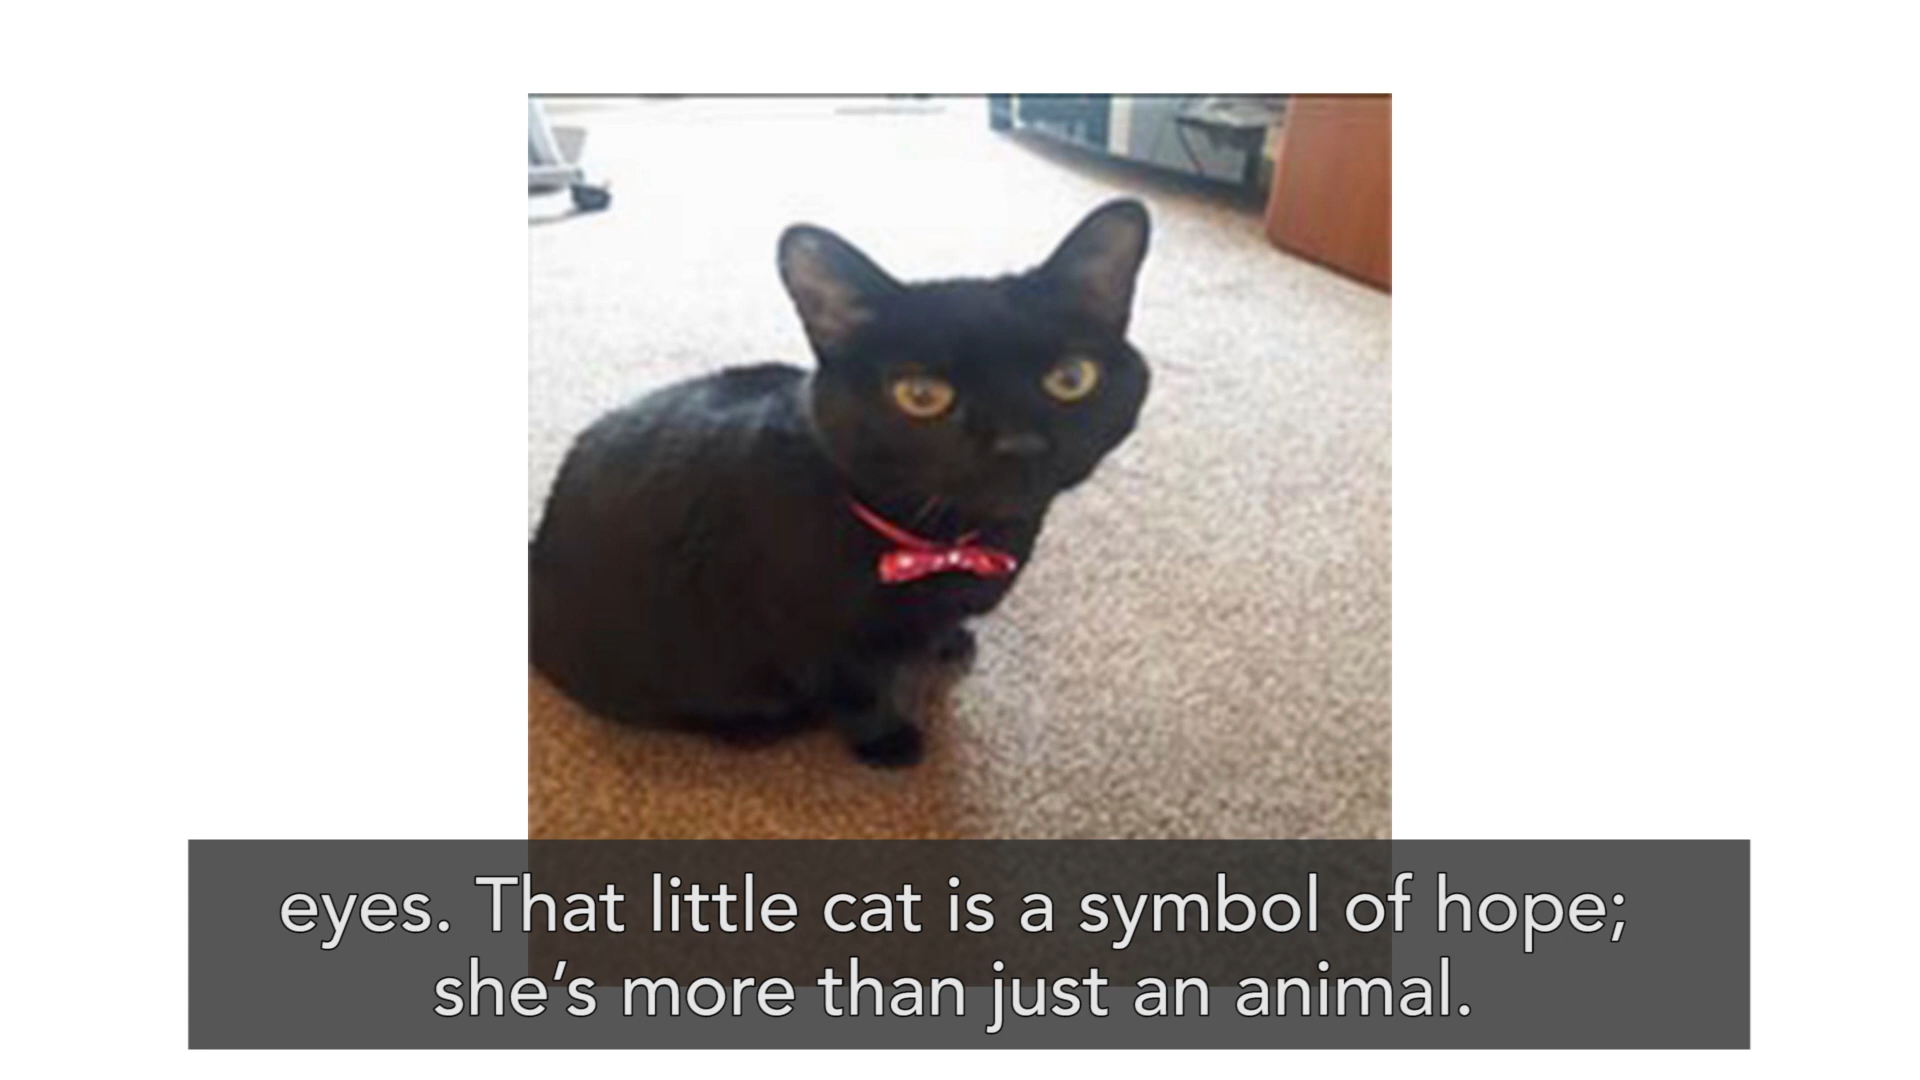 eyes. That little cat is a symbol of hope;
she’s more than just an animal.